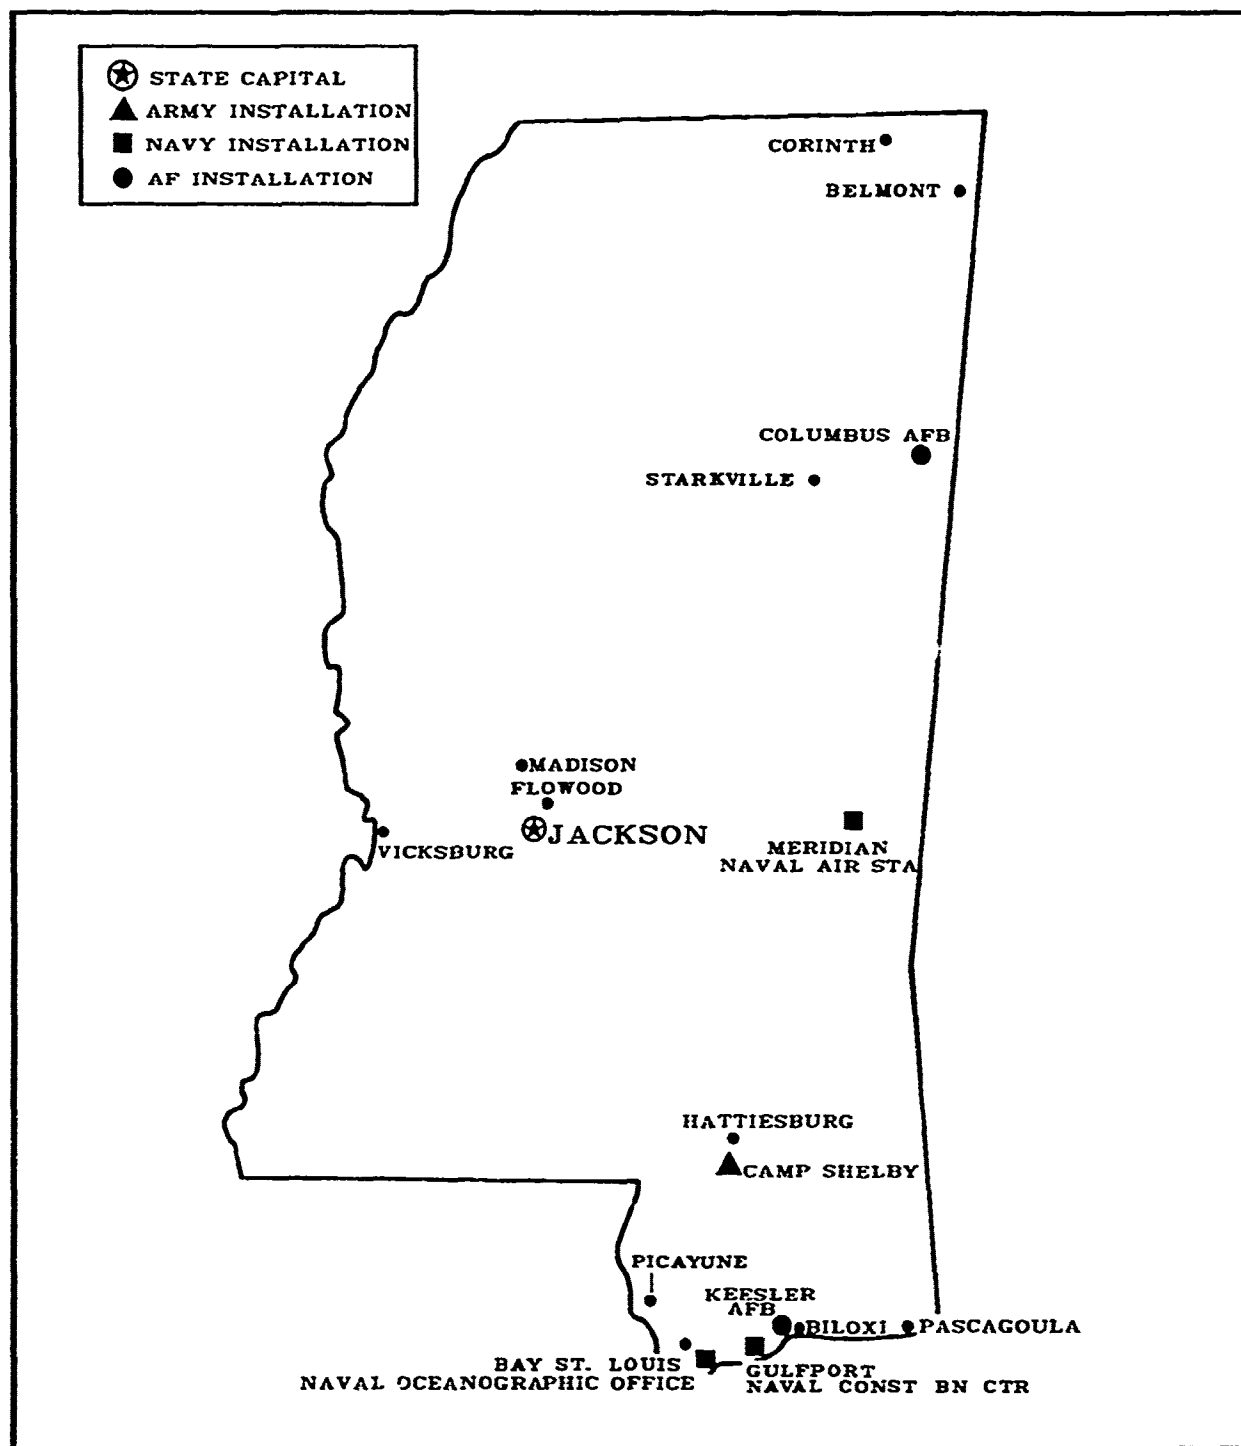 STATE CAPITAL
ARMY INSTALLATION
NAVY INSTALLATION
AF INSTALLATION
CORINTH
BELMONT
COLUMBUS AFB
STARKVILLE
MADISON
FLOWOOD
JACKSON
VICKSBURG
MERIDIAN
NAVAL AIR STA
HATTIESBURG
CAMP SHELBY
PICAYUNE
KEESLER
AFB
BILOXI
PASCAGOULA
BAY ST. LOUIS
NAVAL OCEANOGRAPHIC OFFICE
GULFPORT
NAVAL CONST BN CTR